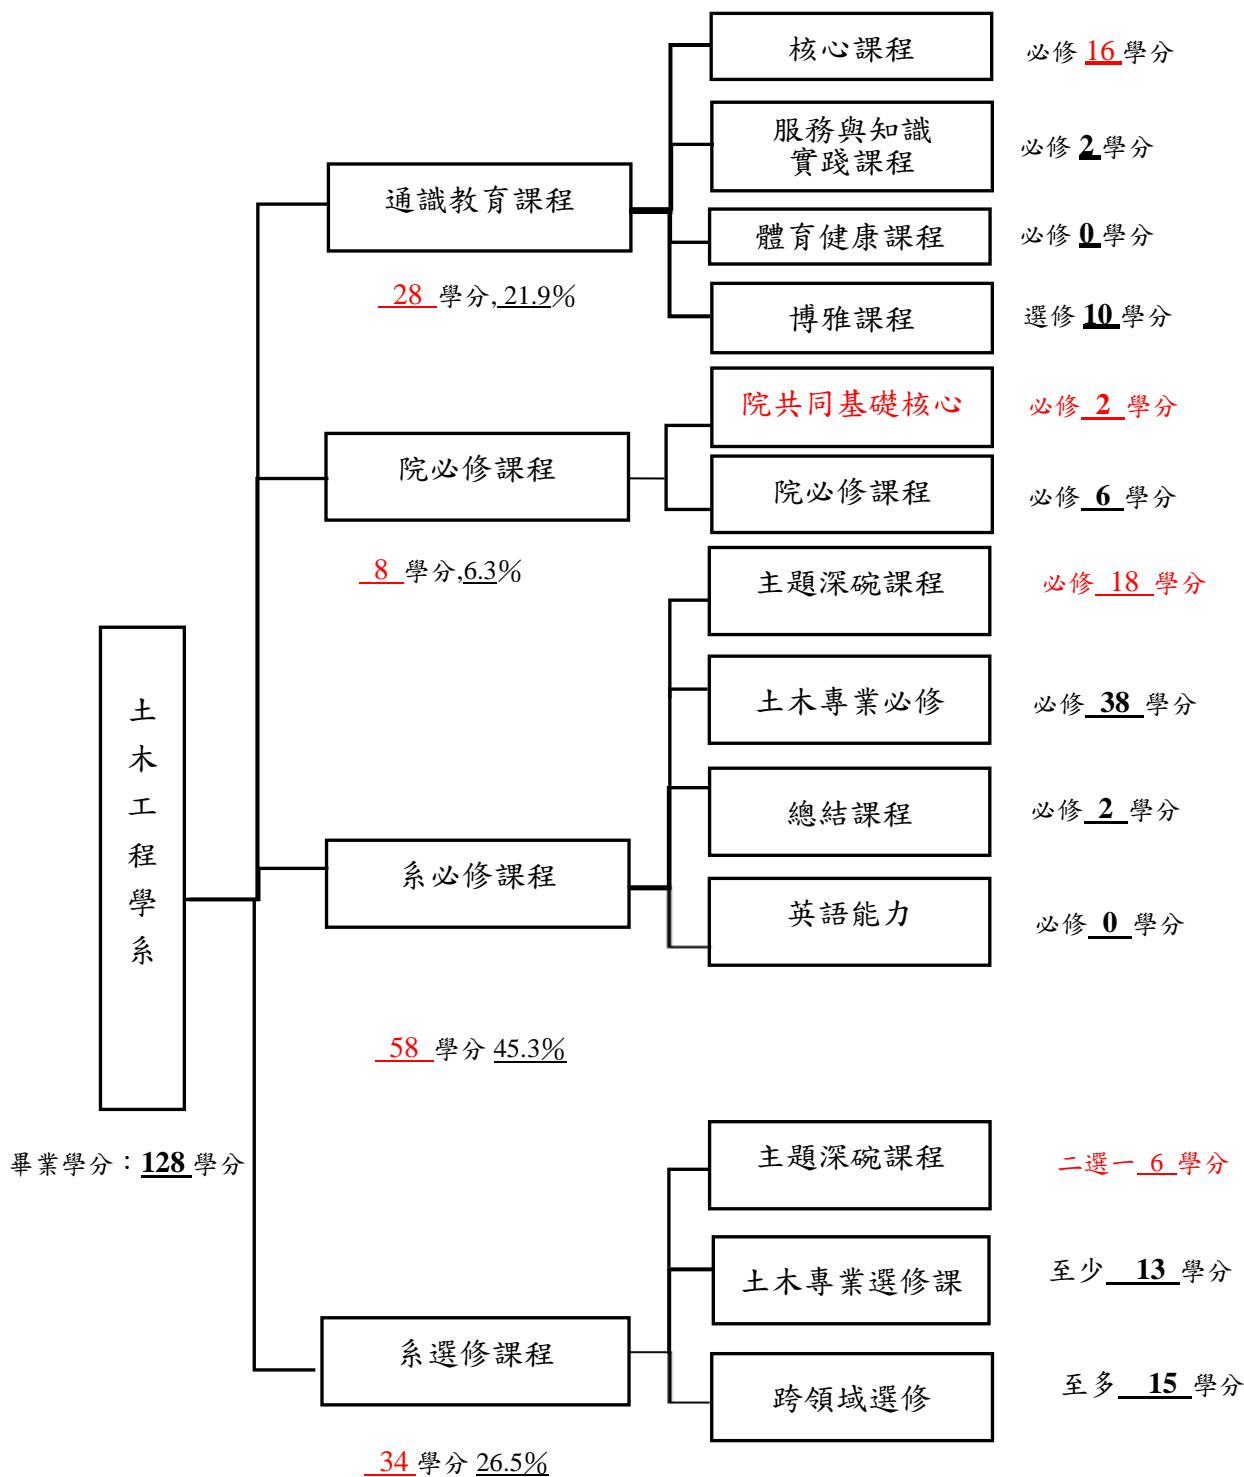 核心課程
必修 16 學分
服務與知識
實踐課程
必修 2 學分
通識教育課程
體育健康課程
必修 0 學分
28 學分, 21.9%
博雅課程
選修 10 學分
院共同基礎核心
必修 2 學分
院必修課程
院必修課程
必修 6 學分
8 學分,6.3%
主題深碗課程
必修 18 學分
土木專業必修
必修 38 學分
土木工程學系
總結課程
必修 2 學分
系必修課程
英語能力
必修 0 學分
58 學分 45.3%
畢業學分：128 學分
主題深碗課程
二選一 6 學分
土木專業選修課
至少 13 學分
系選修課程
跨領域選修
至多 15 學分
34 學分 26.5%